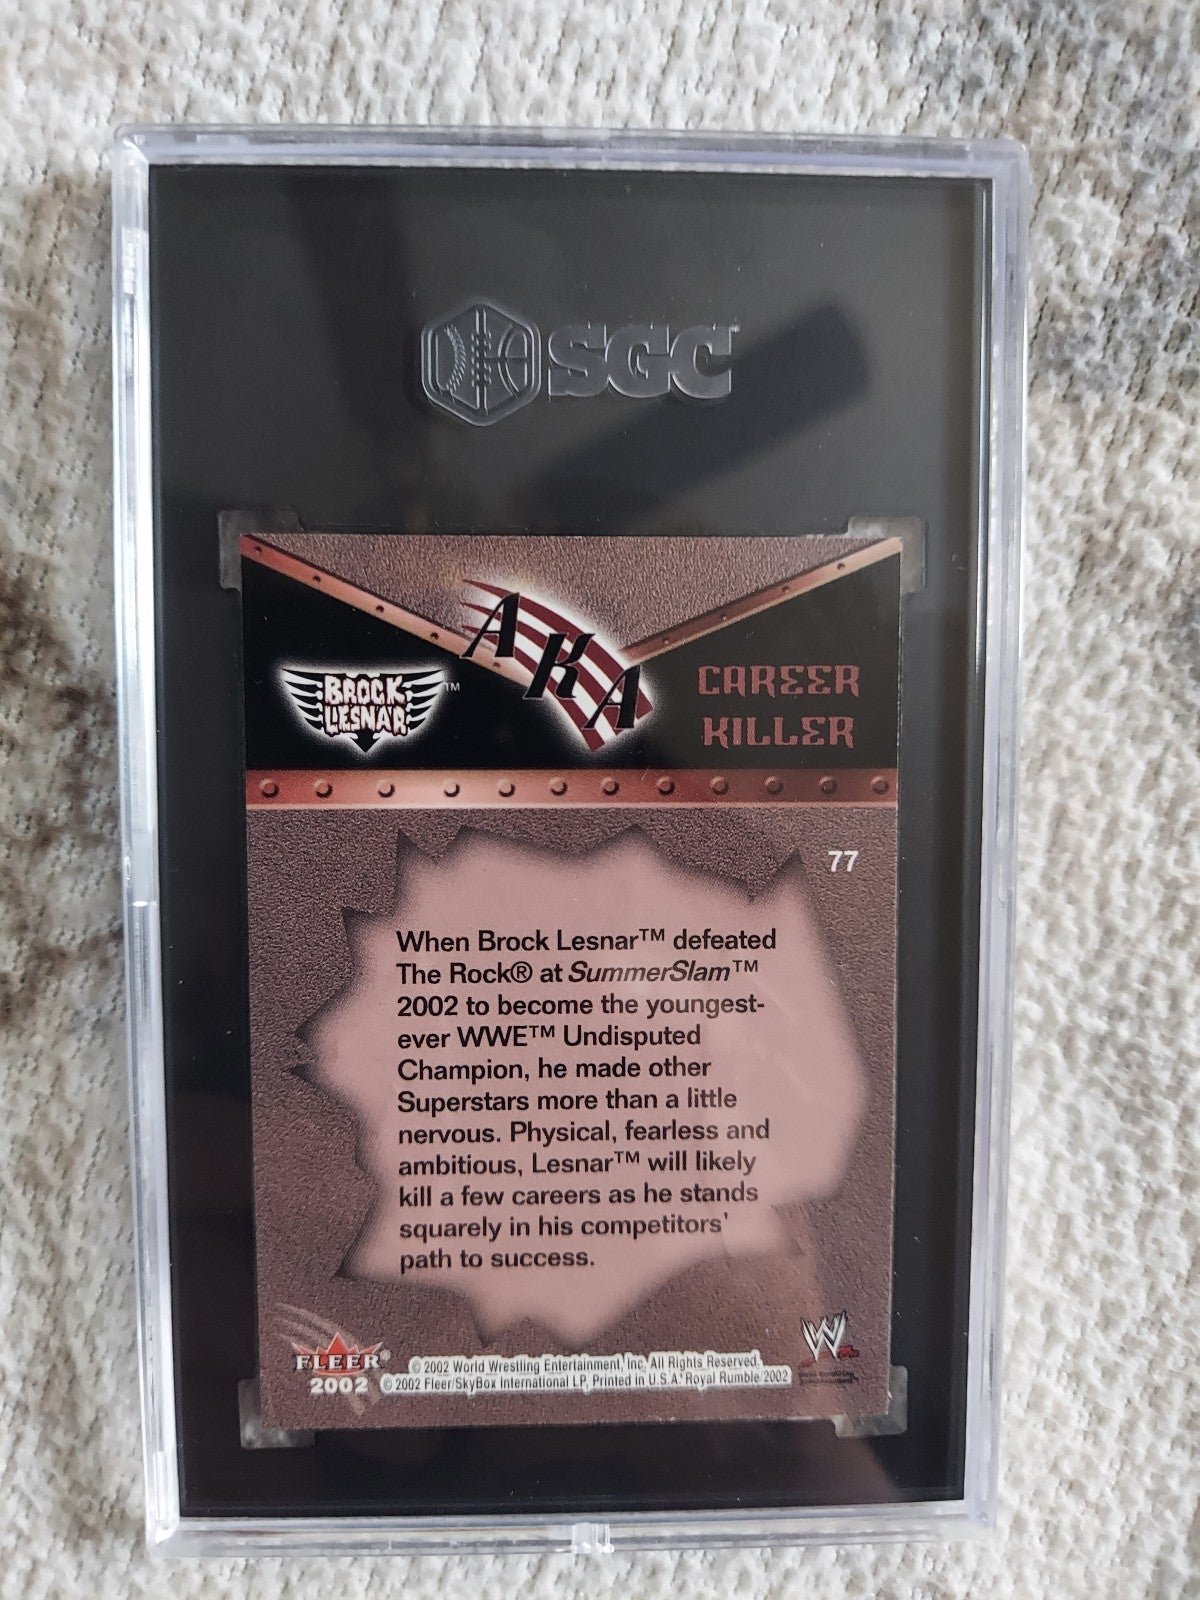 SGC
AKA
BROCK
LESNAR™
CAREER
KILLER
77
When Brock Lesnar™ defeated
The Rock® at SummerSlam™
2002 to become the youngest-
ever WWE™ Undisputed
Champion, he made other
Superstars more than a little
nervous. Physical, fearless and
ambitious, Lesnar™ will likely
kill a few careers as he stands
squarely in his competitors'
path to success.
FLEER®
2002
© 2002 World Wrestling Entertainment, Inc. All Rights Reserved.
© 2002 Fleer/SkyBox International LP, Printed in U.S.A. Royal Rumble 2002
W